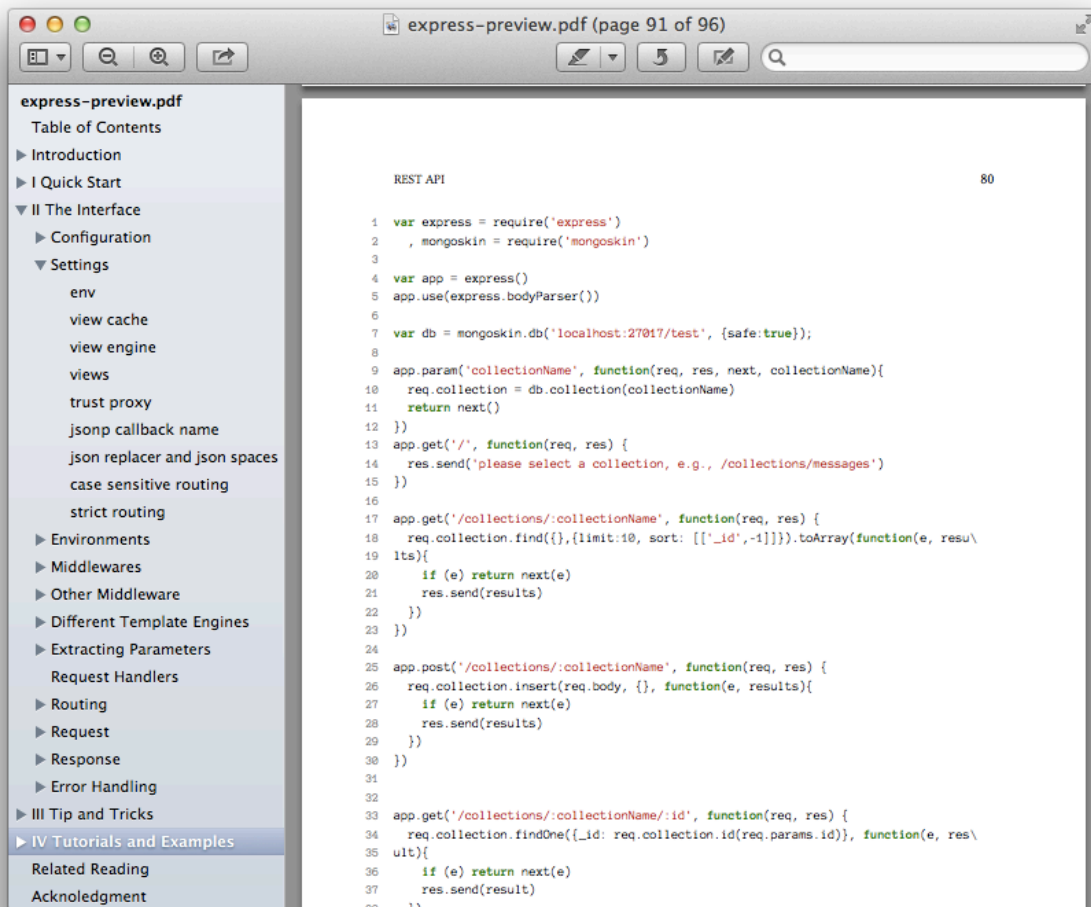 express-preview.pdf (page 91 of 96)
express-preview.pdf
Table of Contents
Introduction
I Quick Start
II The Interface
Configuration
Settings
env
view cache
view engine
views
trust proxy
jsonp callback name
json replacer and json spaces
case sensitive routing
strict routing
Environments
Middlewares
Other Middleware
Different Template Engines
Extracting Parameters
Request Handlers
Routing
Request
Response
Error Handling
III Tip and Tricks
IV Tutorials and Examples
Related Reading
Acknoledgment
REST API 80
1 var express = require('express')
2   , mongoskin = require('mongoskin')
3
4 var app = express()
5 app.use(express.bodyParser())
6
7 var db = mongoskin.db('localhost:27017/test', {safe:true});
8
9 app.param('collectionName', function(req, res, next, collectionName){
10   req.collection = db.collection(collectionName)
11   return next()
12 })
13 app.get('/', function(req, res) {
14   res.send('please select a collection, e.g., /collections/messages')
15 })
16
17 app.get('/collections/:collectionName', function(req, res) {
18   req.collection.find({},{limit:10, sort: [['_id',-1]]}).toArray(function(e, resu\
19 lts){
20     if (e) return next(e)
21     res.send(results)
22   })
23 })
24
25 app.post('/collections/:collectionName', function(req, res) {
26   req.collection.insert(req.body, {}, function(e, results){
27     if (e) return next(e)
28     res.send(results)
29   })
30 })
31
32
33 app.get('/collections/:collectionName/:id', function(req, res) {
34   req.collection.findOne({_id: req.collection.id(req.params.id)}, function(e, res\
35 ult){
36     if (e) return next(e)
37     res.send(result)